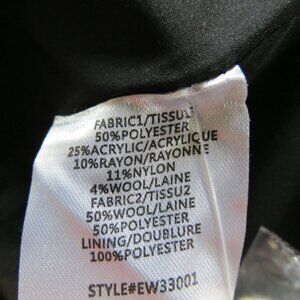 FABRIC1/TISSU1
50%POLYESTER
25%ACRYLIC/ACRYLIQUE
10%RAYON/RAYONNE
11%NYLON
4%WOOL/LAINE
FABRIC2/TISSU2
50%WOOL/LAINE
50%POLYESTER
LINING/DOUBLURE
100%POLYESTER
STYLE#EW33001